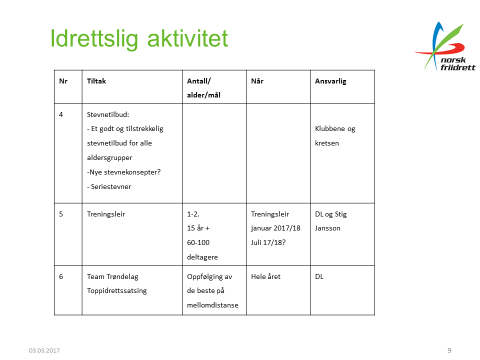 Idrettslig aktivitet
norsk
friidrett
Nr Tiltak Antall/ Når Ansvarlig
alder/mål
4 Stevnetilbud:
- Et godt og tilstrekkelig Klubbene og
stevnetilbud for alle kretsen
aldersgrupper
-Nye stevnekonsepter?
- Seriestevner
5 Treningsleir 1-2. Treningsleir DL og Stig
15 år + januar 2017/18 Jansson
60-100 Juli 17/18?
deltagere
6 Team Trøndelag Oppfølging av Hele året DL
Toppidrettssatsing de beste på
mellomdistanse
03.03.2017 9